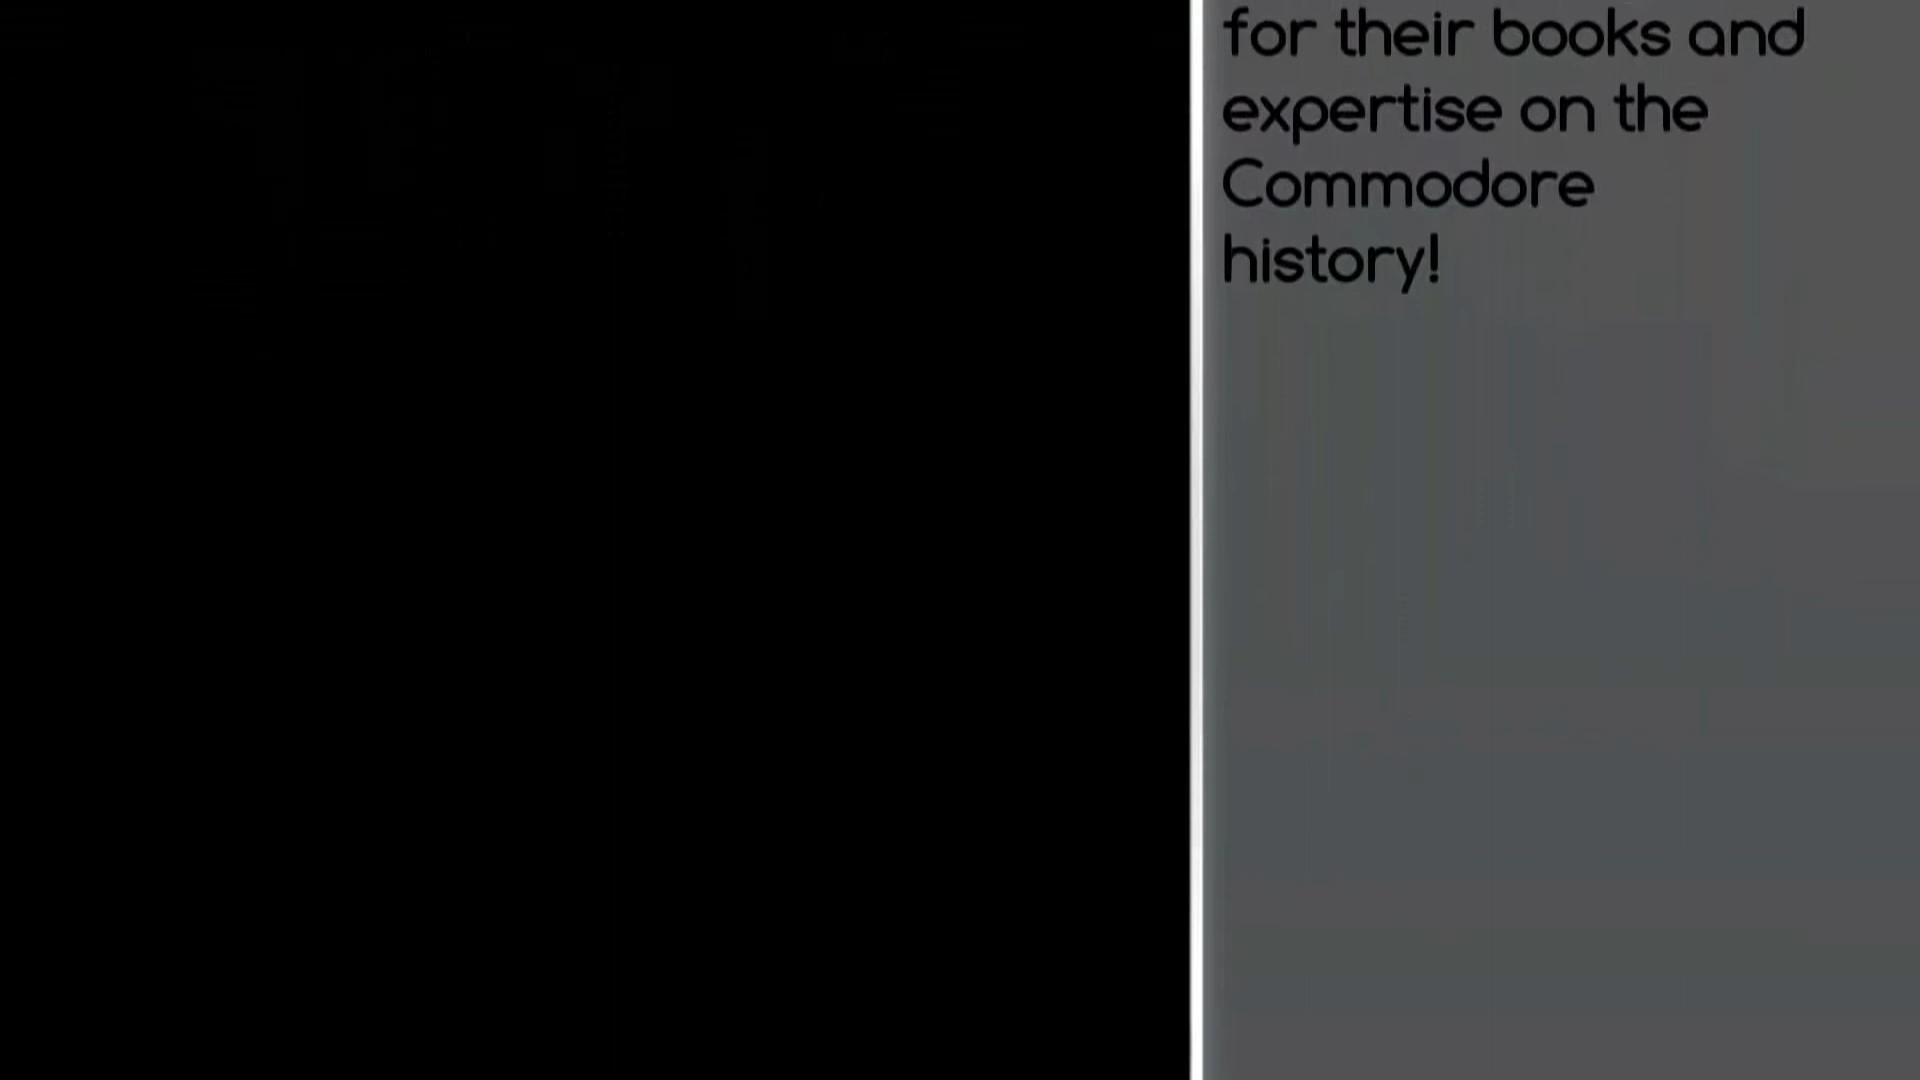 for their books and
expertise on the
Commodore
history!